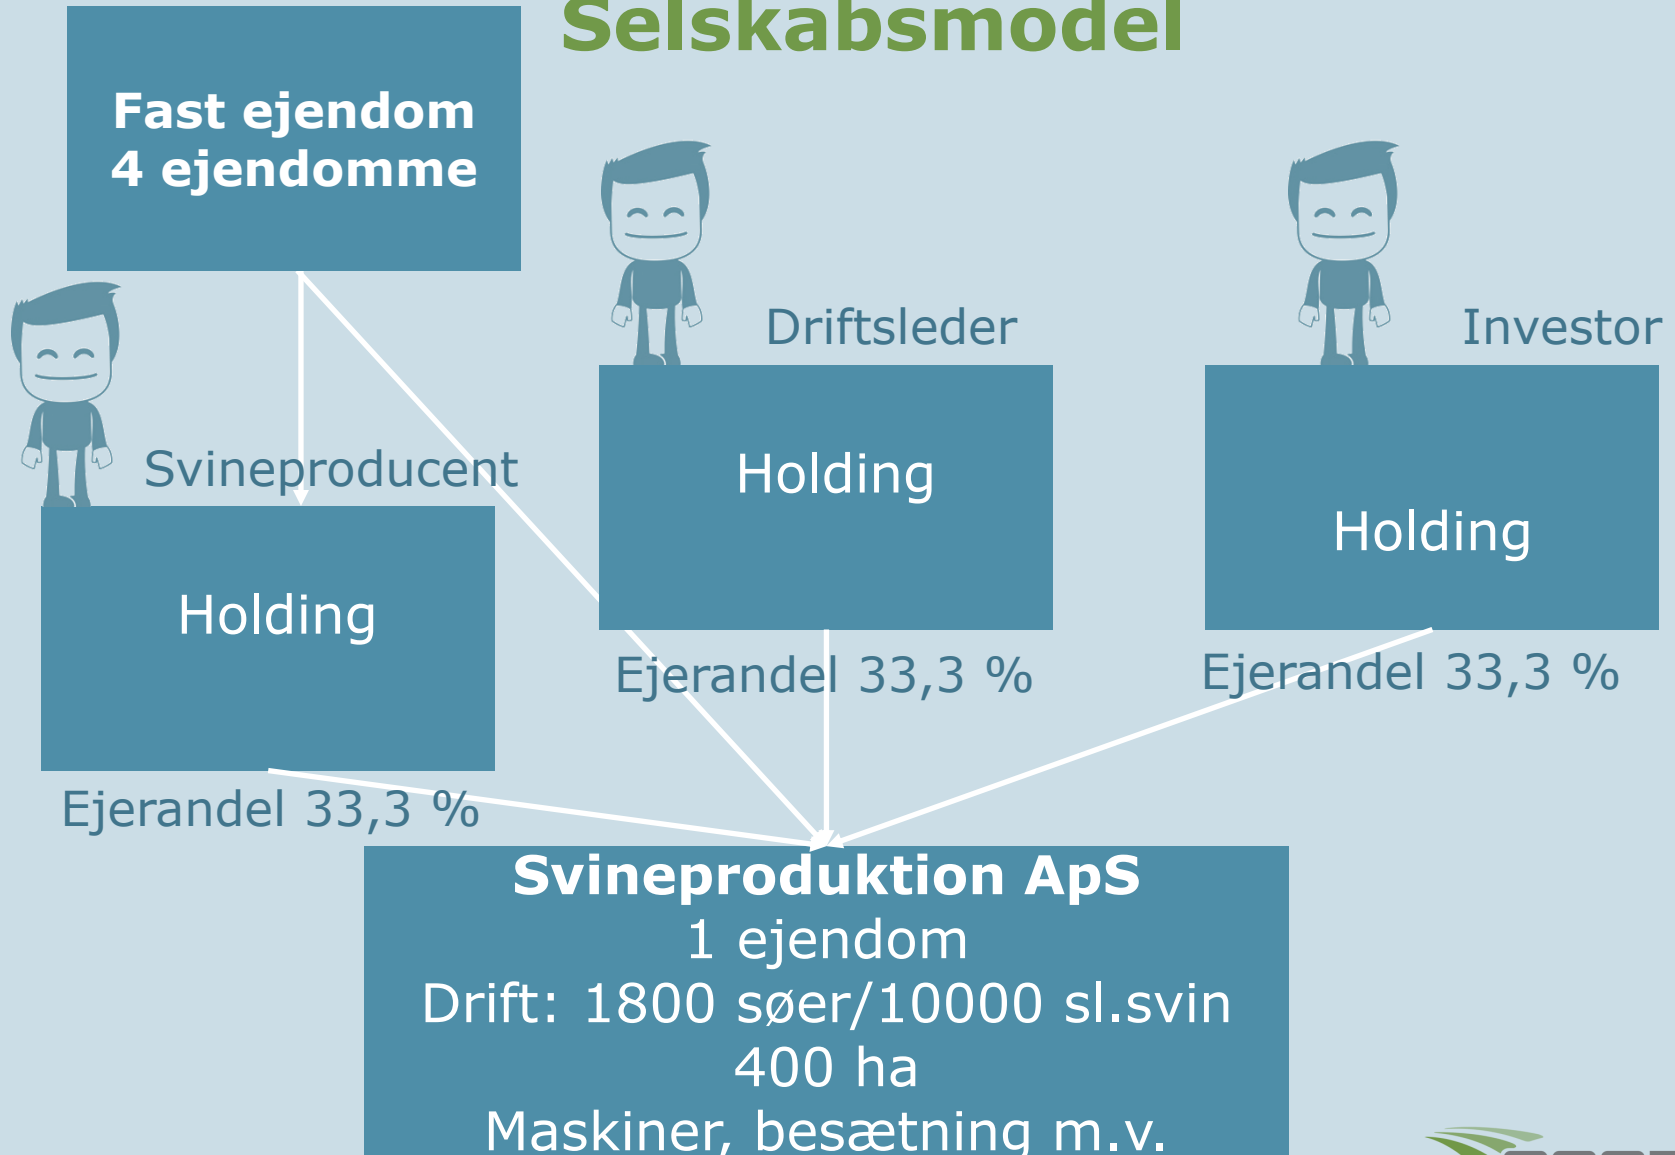 Selskabsmodel
Fast ejendom
4 ejendomme
Driftsleder
Investor
Svineproducent
Holding
Holding
Holding
Ejerandel 33,3 %
Ejerandel 33,3 %
Ejerandel 33,3 %
Svineproduktion ApS
1 ejendom
Drift: 1800 søer/10000 sl.svin
400 ha
Maskiner, besætning m.v.